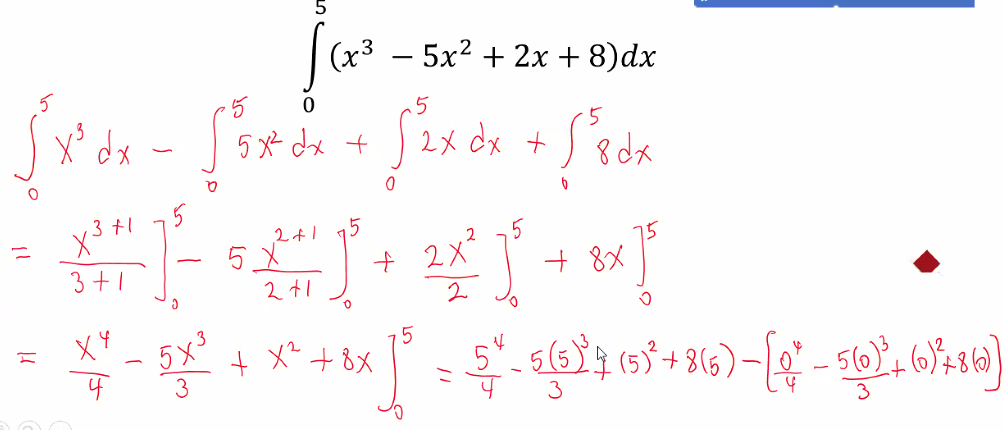 ∫₀⁵ (x³ − 5x² + 2x + 8)dx
∫₀⁵ x³ dx − ∫₀⁵ 5x² dx + ∫₀⁵ 2x dx + ∫₀⁵ 8 dx
= x³⁺¹/(3+1) ]₀⁵ − 5 x²⁺¹/(2+1) ]₀⁵ + 2x²/2 ]₀⁵ + 8x ]₀⁵
= x⁴/4 − 5x³/3 + x² + 8x ]₀⁵ = 5⁴/4 − 5(5)³/3 + (5)² + 8(5) − [0⁴/4 − 5(0)³/3 + (0)² + 8(0)]